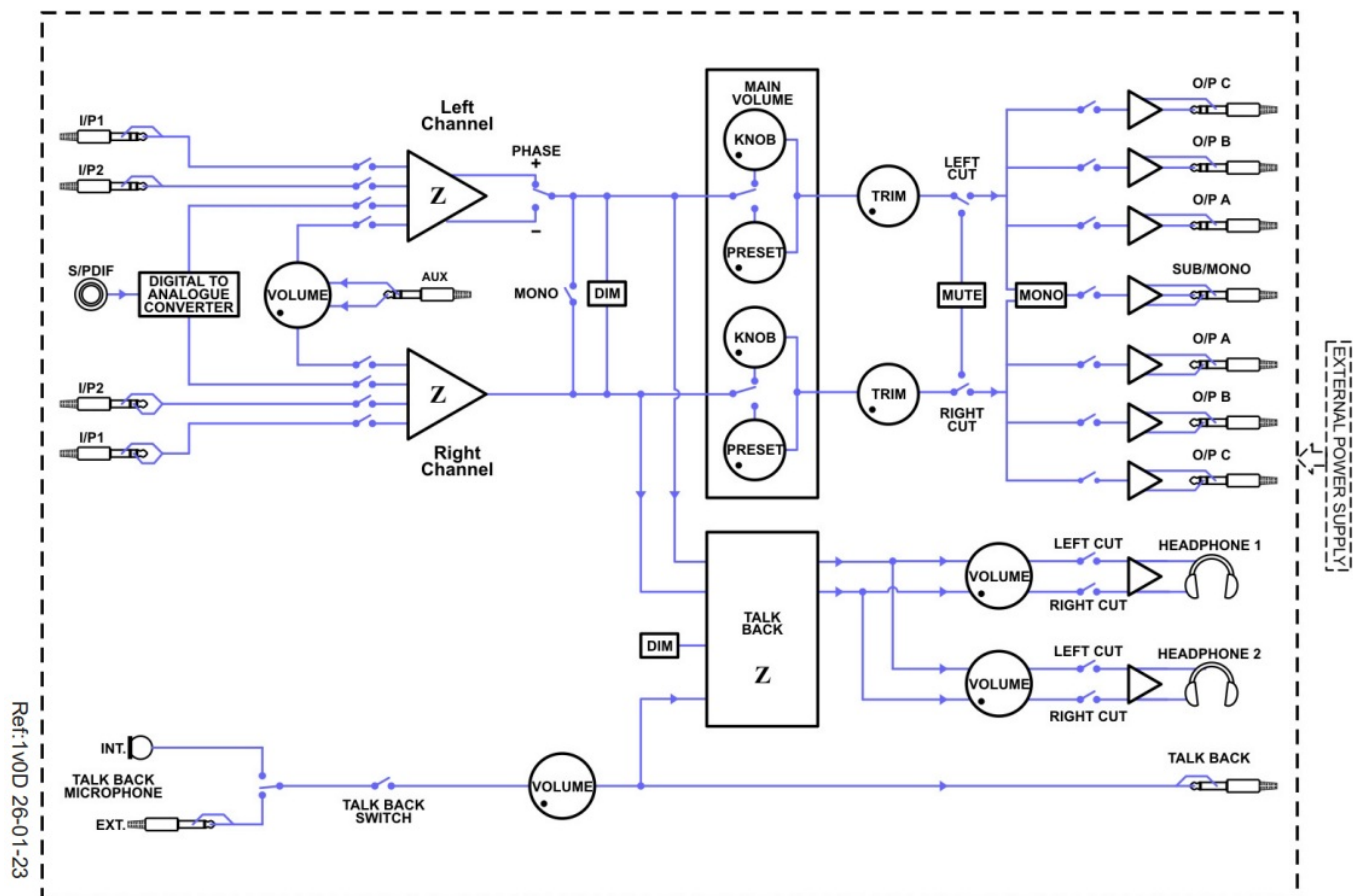 Left
Channel
I/P1
I/P2
PHASE
+
−
Z
S/PDIF
DIGITAL TO
ANALOGUE
CONVERTER
VOLUME
AUX
MONO
DIM
I/P2
I/P1
Z
Right
Channel
MAIN
VOLUME
KNOB
PRESET
KNOB
PRESET
TRIM
TRIM
LEFT
CUT
MUTE
RIGHT
CUT
MONO
O/P C
O/P B
O/P A
SUB/MONO
O/P A
O/P B
O/P C
EXTERNAL POWER SUPPLY
TALK
BACK
Z
DIM
VOLUME
LEFT CUT
RIGHT CUT
HEADPHONE 1
VOLUME
LEFT CUT
RIGHT CUT
HEADPHONE 2
INT.
TALK BACK
MICROPHONE
EXT.
TALK BACK
SWITCH
VOLUME
TALK BACK
Ref:1v0D 26-01-23